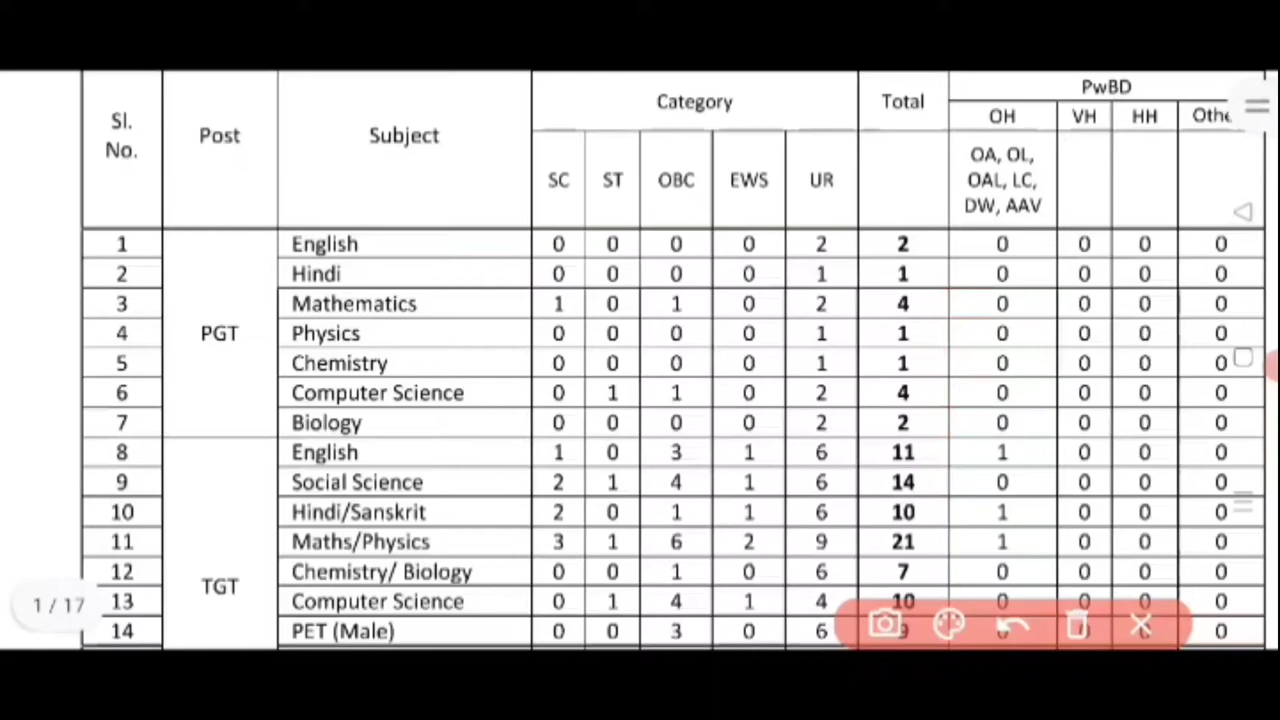 Sl. No. Post Subject Category Total PwBD
OH VH HH Othe
SC ST OBC EWS UR OA, OL, OAL, LC, DW, AAV
1 PGT English 0 0 0 0 2 2 0 0 0 0
2 Hindi 0 0 0 0 1 1 0 0 0 0
3 Mathematics 1 0 1 0 2 4 0 0 0 0
4 Physics 0 0 0 0 1 1 0 0 0 0
5 Chemistry 0 0 0 0 1 1 0 0 0 0
6 Computer Science 0 1 1 0 2 4 0 0 0 0
7 Biology 0 0 0 0 2 2 0 0 0 0
8 TGT English 1 0 3 1 6 11 1 0 0 0
9 Social Science 2 1 4 1 6 14 0 0 0 0
10 Hindi/Sanskrit 2 0 1 1 6 10 1 0 0 0
11 Maths/Physics 3 1 6 2 9 21 1 0 0 0
12 Chemistry/ Biology 0 0 1 0 6 7 0 0 0 0
13 Computer Science 0 1 4 1 4 10 0 0 0 0
14 PET (Male) 0 0 3 0 6 9 0 0 0
1 / 17